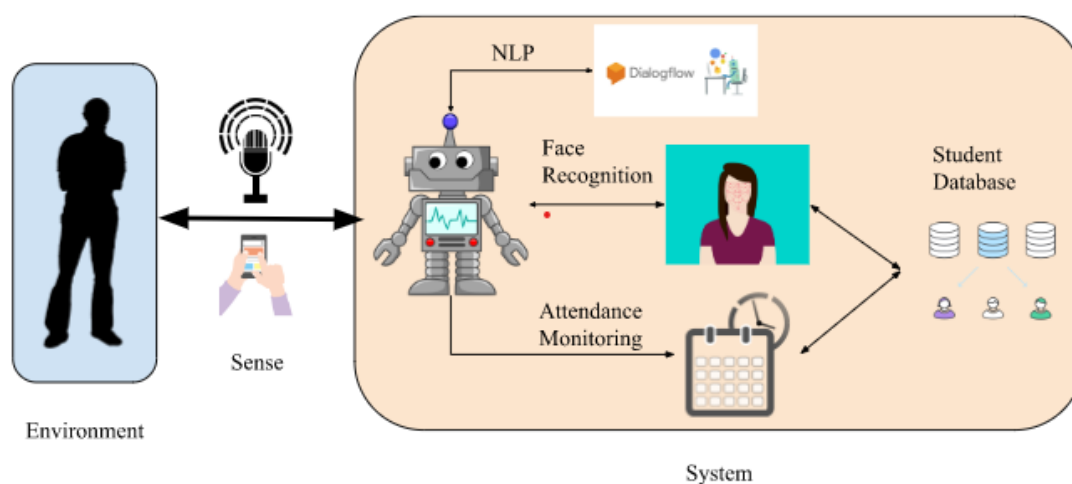 NLP
Dialogflow
Face
Recognition
Student
Database
Attendance
Monitoring
Sense
Environment
System